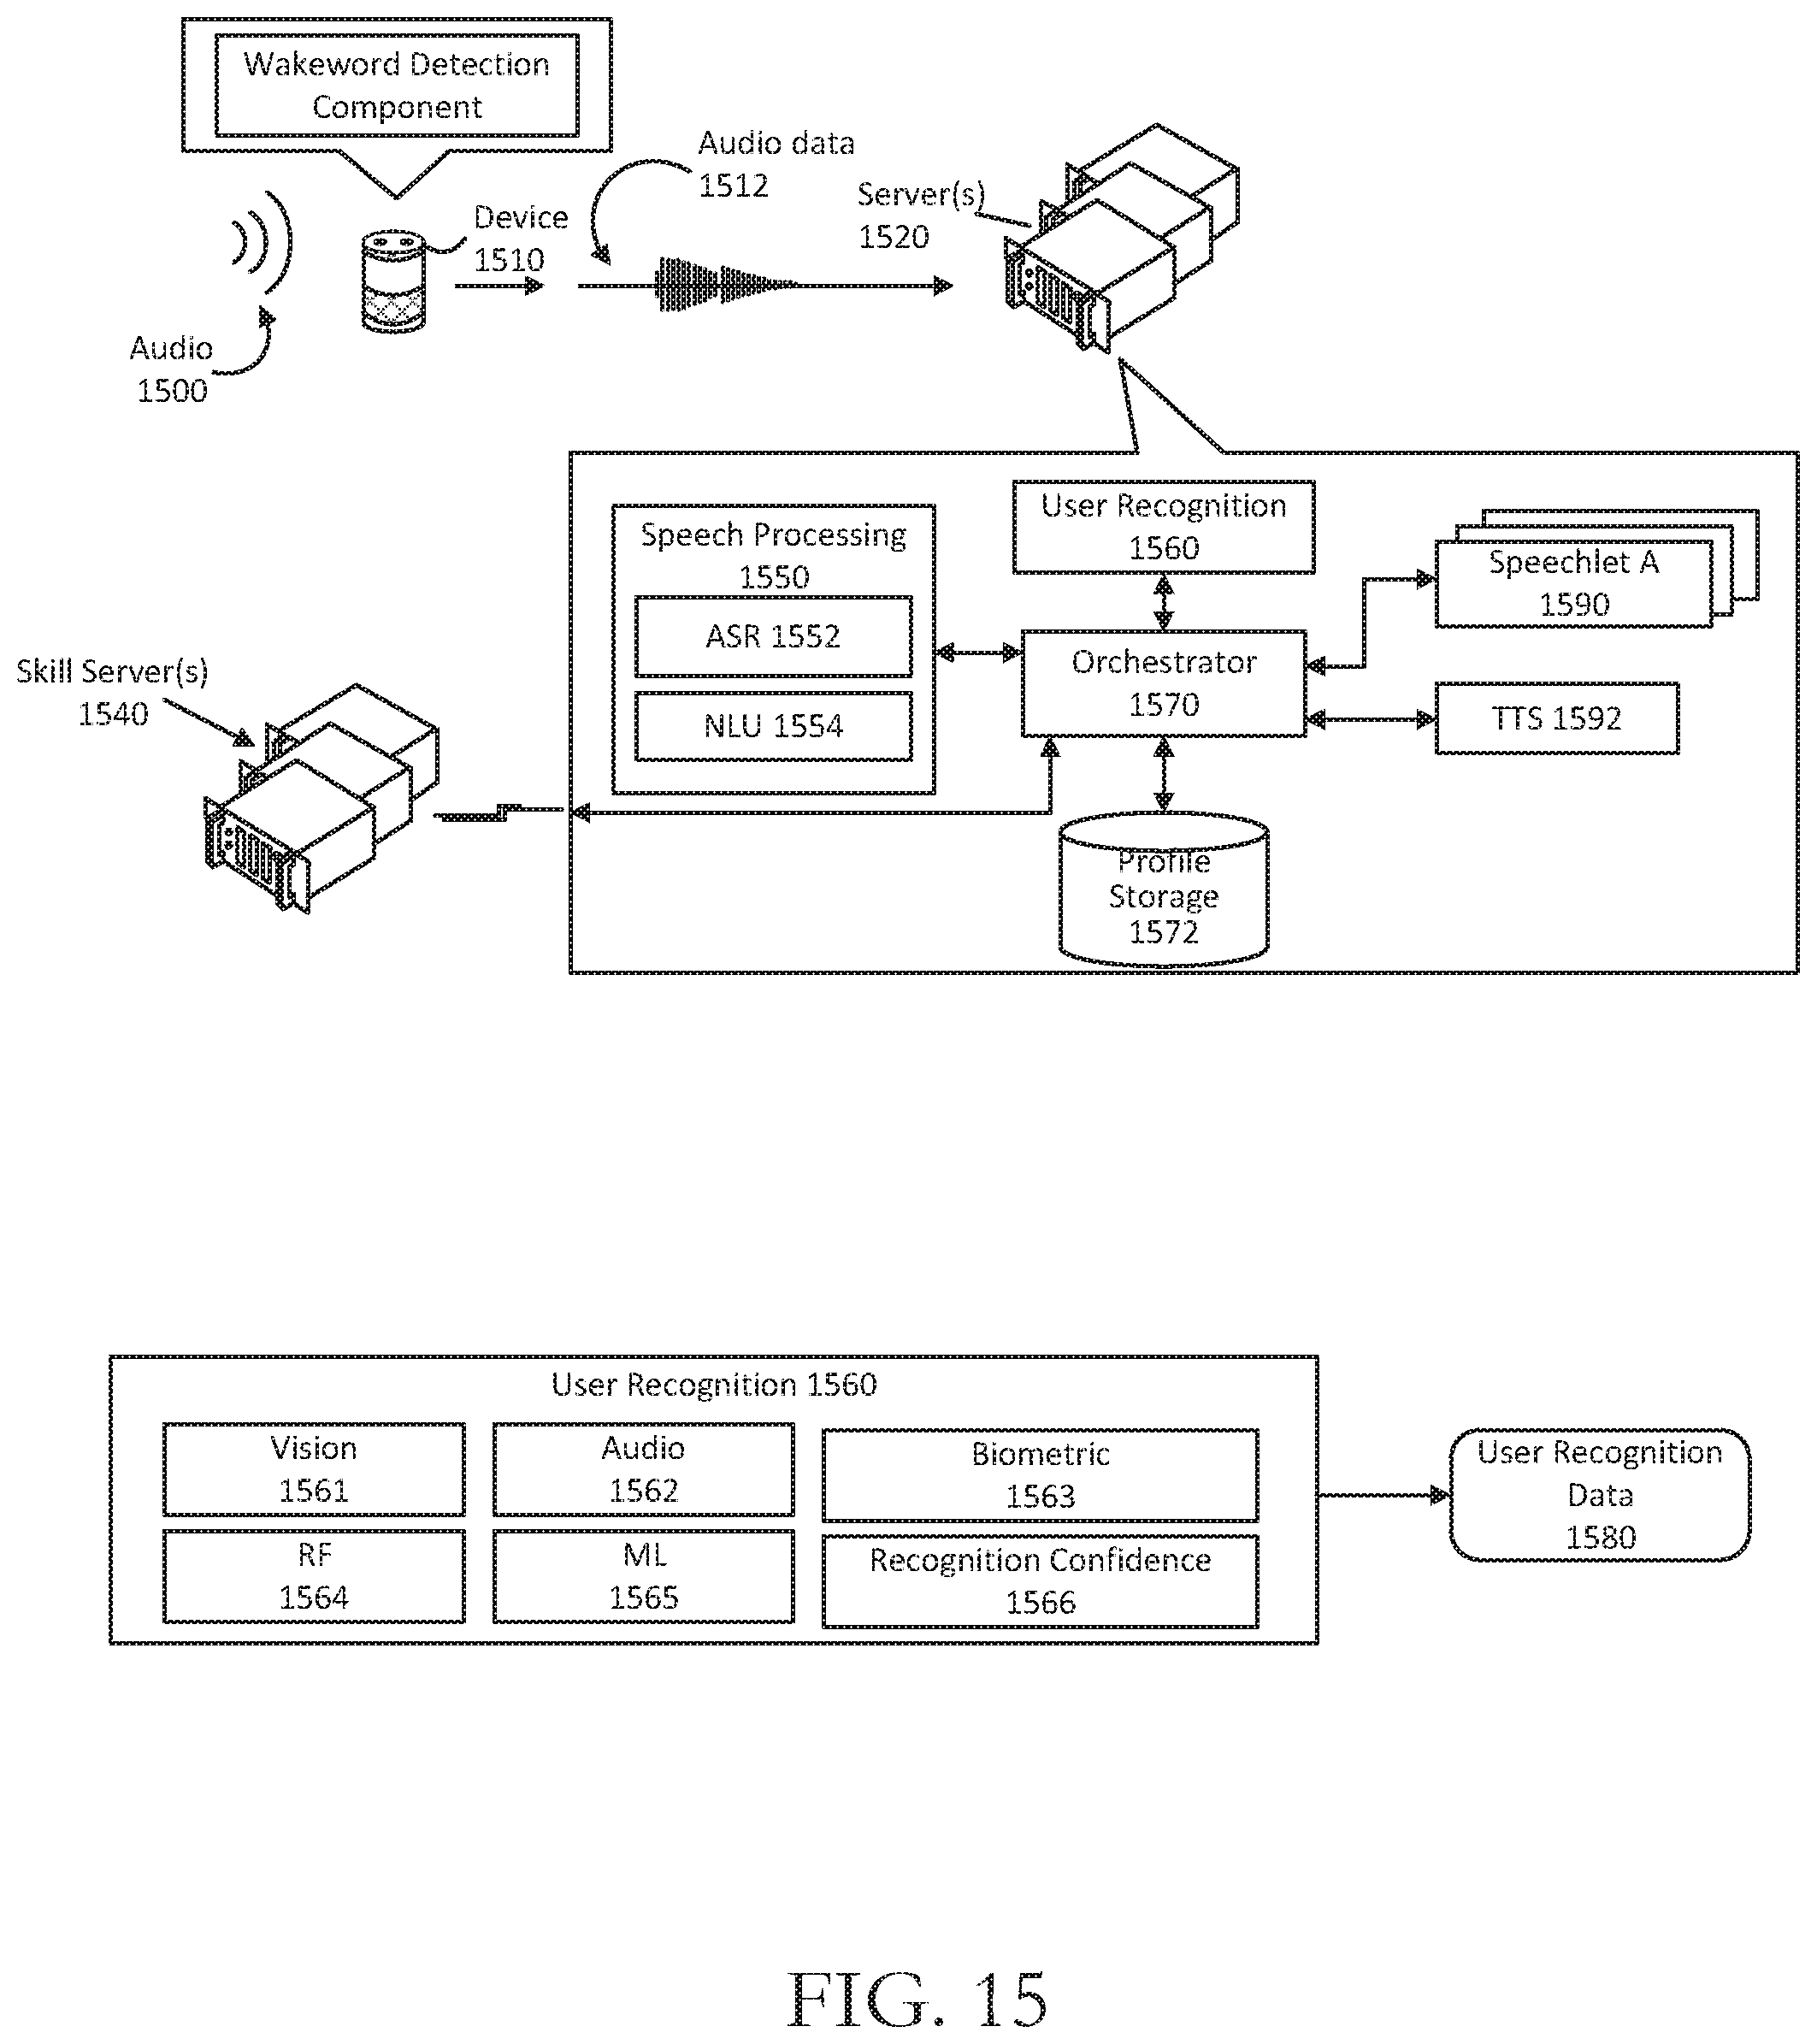 Wakeword Detection
Component
Audio data
1512
Server(s)
1520
Device
1510
Audio
1500
User Recognition
1560
Speech Processing
1550
ASR 1552
NLU 1554
Speechlet A
1590
Orchestrator
1570
TTS 1592
Skill Server(s)
1540
Profile
Storage
1572
User Recognition 1560
Vision
1561
Audio
1562
Biometric
1563
RF
1564
ML
1565
Recognition Confidence
1566
User Recognition
Data
1580
FIG. 15